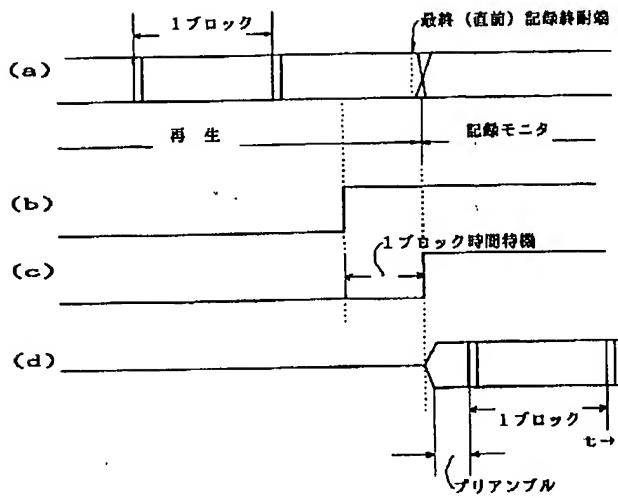 1ブロック
最終(直前)記録終耐端
(a)
再 生
記録モニタ
(b)
1ブロック時間待機
(c)
(d)
1ブロック
t→
プリアンブル